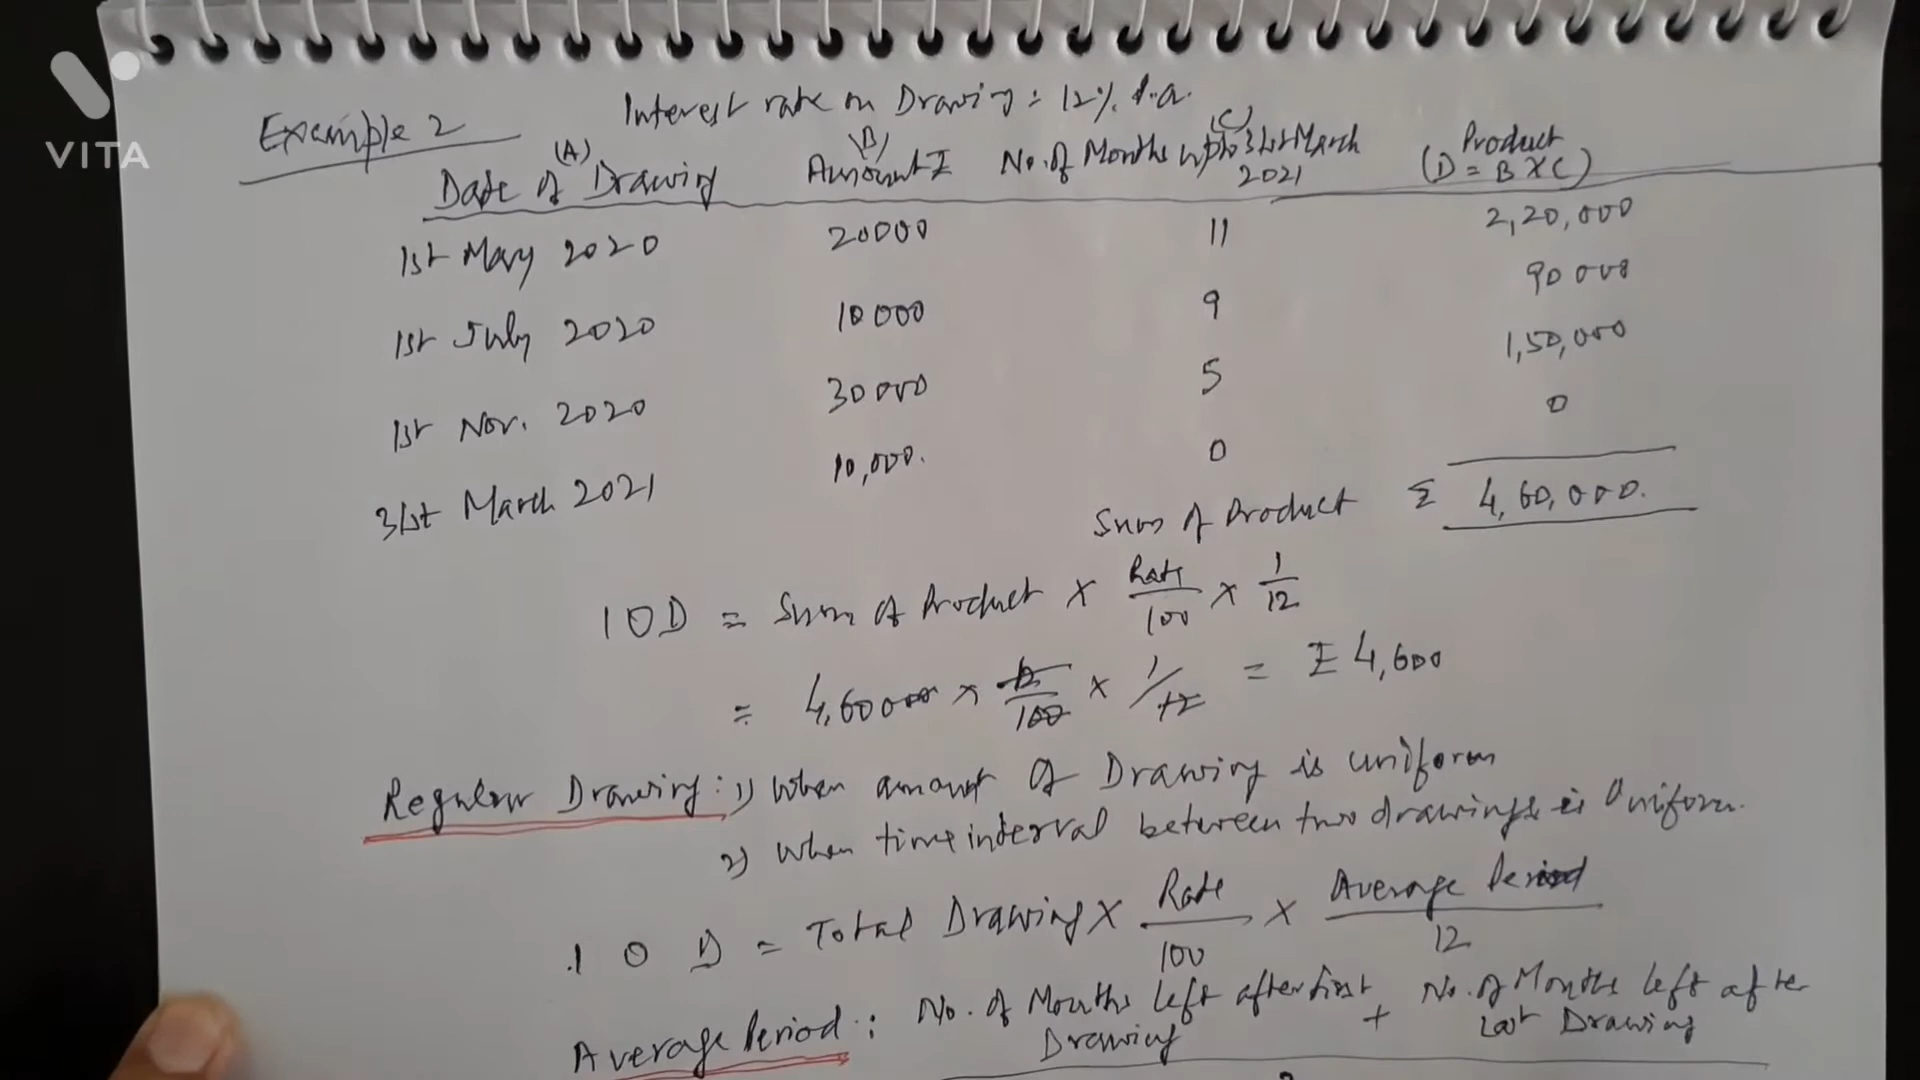 VITA
Example 2
Interest rate on Drawing = 12% P.a.
(A) (B) (C)
Date of Drawing Amount ₹ No. of Months upto 31st March 2021 Product (D = B X C)
1st May 2020 20000 11 2,20,000
1st July 2020 10000 9 90000
1st Nov. 2020 30000 5 1,50,000
31st March 2021 10,000. 0 0
Sum of Product ₹ 4,60,000.
IOD = Sum of Product × Rate/100 × 1/12
= 4,60000 × 12/100 × 1/12 = ₹ 4,600
Regular Drawing : 1) When amount of Drawing is uniform
2) When time interval between two drawings is Uniform.
I O D = Total Drawing × Rate/100 × Average Period/12
Average Period : No. of Months left after first Drawing + No. of Months left after last Drawing